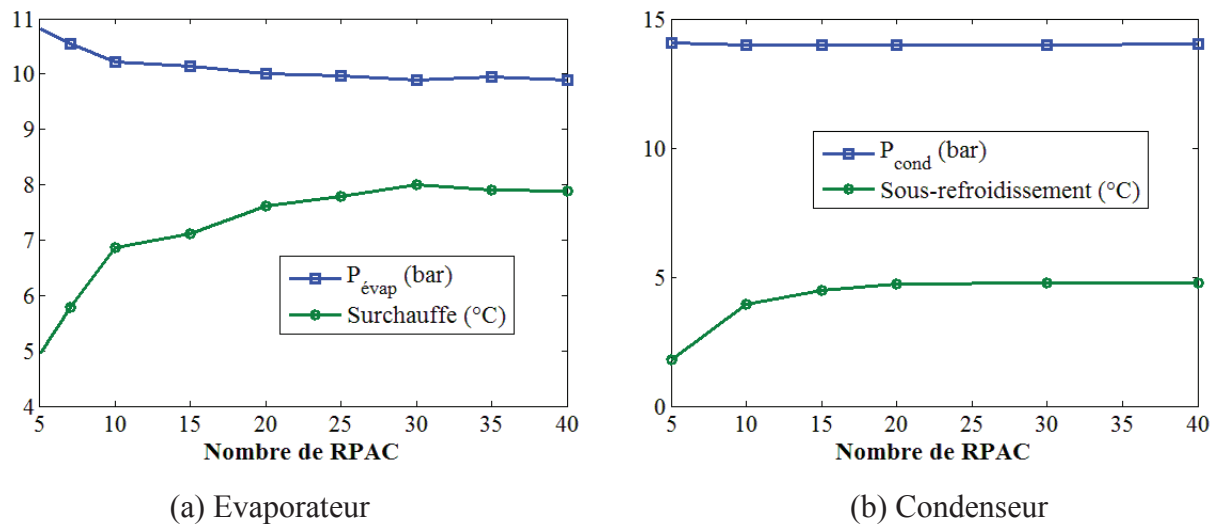 11
10
9
8
7
6
5
4
5 10 15 20 25 30 35 40
P_évap (bar)
Surchauffe (°C)
Nombre de RPAC
(a) Evaporateur
15
10
5
0
5 10 15 20 25 30 35 40
P_cond (bar)
Sous-refroidissement (°C)
Nombre de RPAC
(b) Condenseur